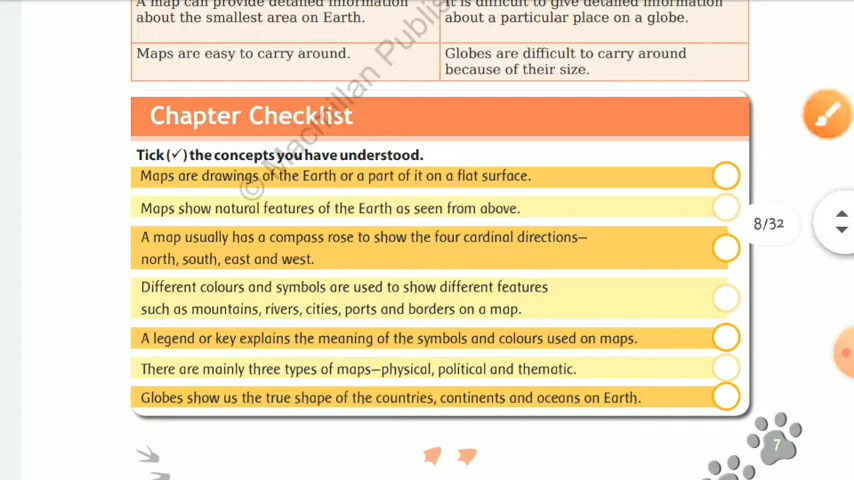 A map can provide detailed information
about the smallest area on Earth.
It is difficult to give detailed information
about a particular place on a globe.
Maps are easy to carry around.
Globes are difficult to carry around
because of their size.
© Macmillan Publis
Chapter Checklist
Tick (✓) the concepts you have understood.
Maps are drawings of the Earth or a part of it on a flat surface.
Maps show natural features of the Earth as seen from above.
A map usually has a compass rose to show the four cardinal directions—
north, south, east and west.
8/32
Different colours and symbols are used to show different features
such as mountains, rivers, cities, ports and borders on a map.
A legend or key explains the meaning of the symbols and colours used on maps.
There are mainly three types of maps—physical, political and thematic.
Globes show us the true shape of the countries, continents and oceans on Earth.
7